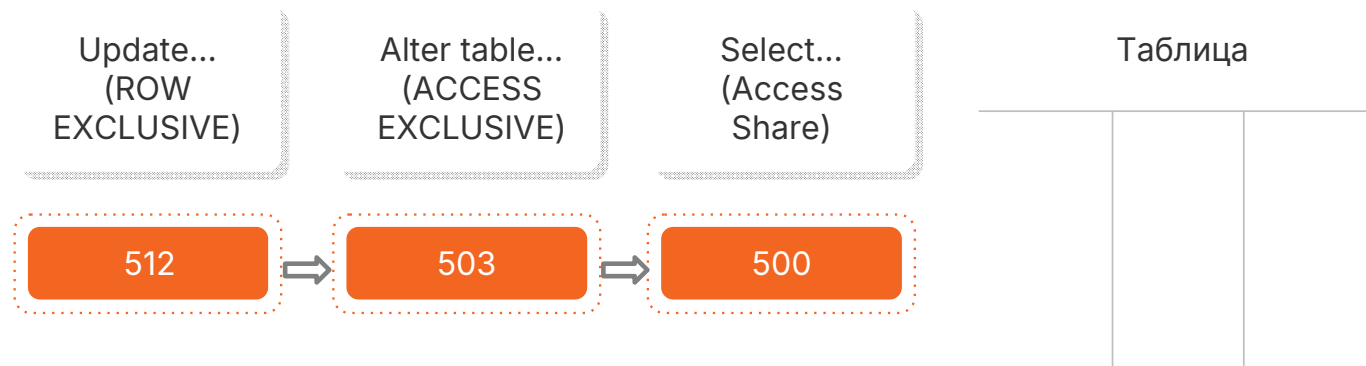 Update...
(ROW
EXCLUSIVE)
Alter table...
(ACCESS
EXCLUSIVE)
Select...
(Access
Share)
Таблица
512
503
500